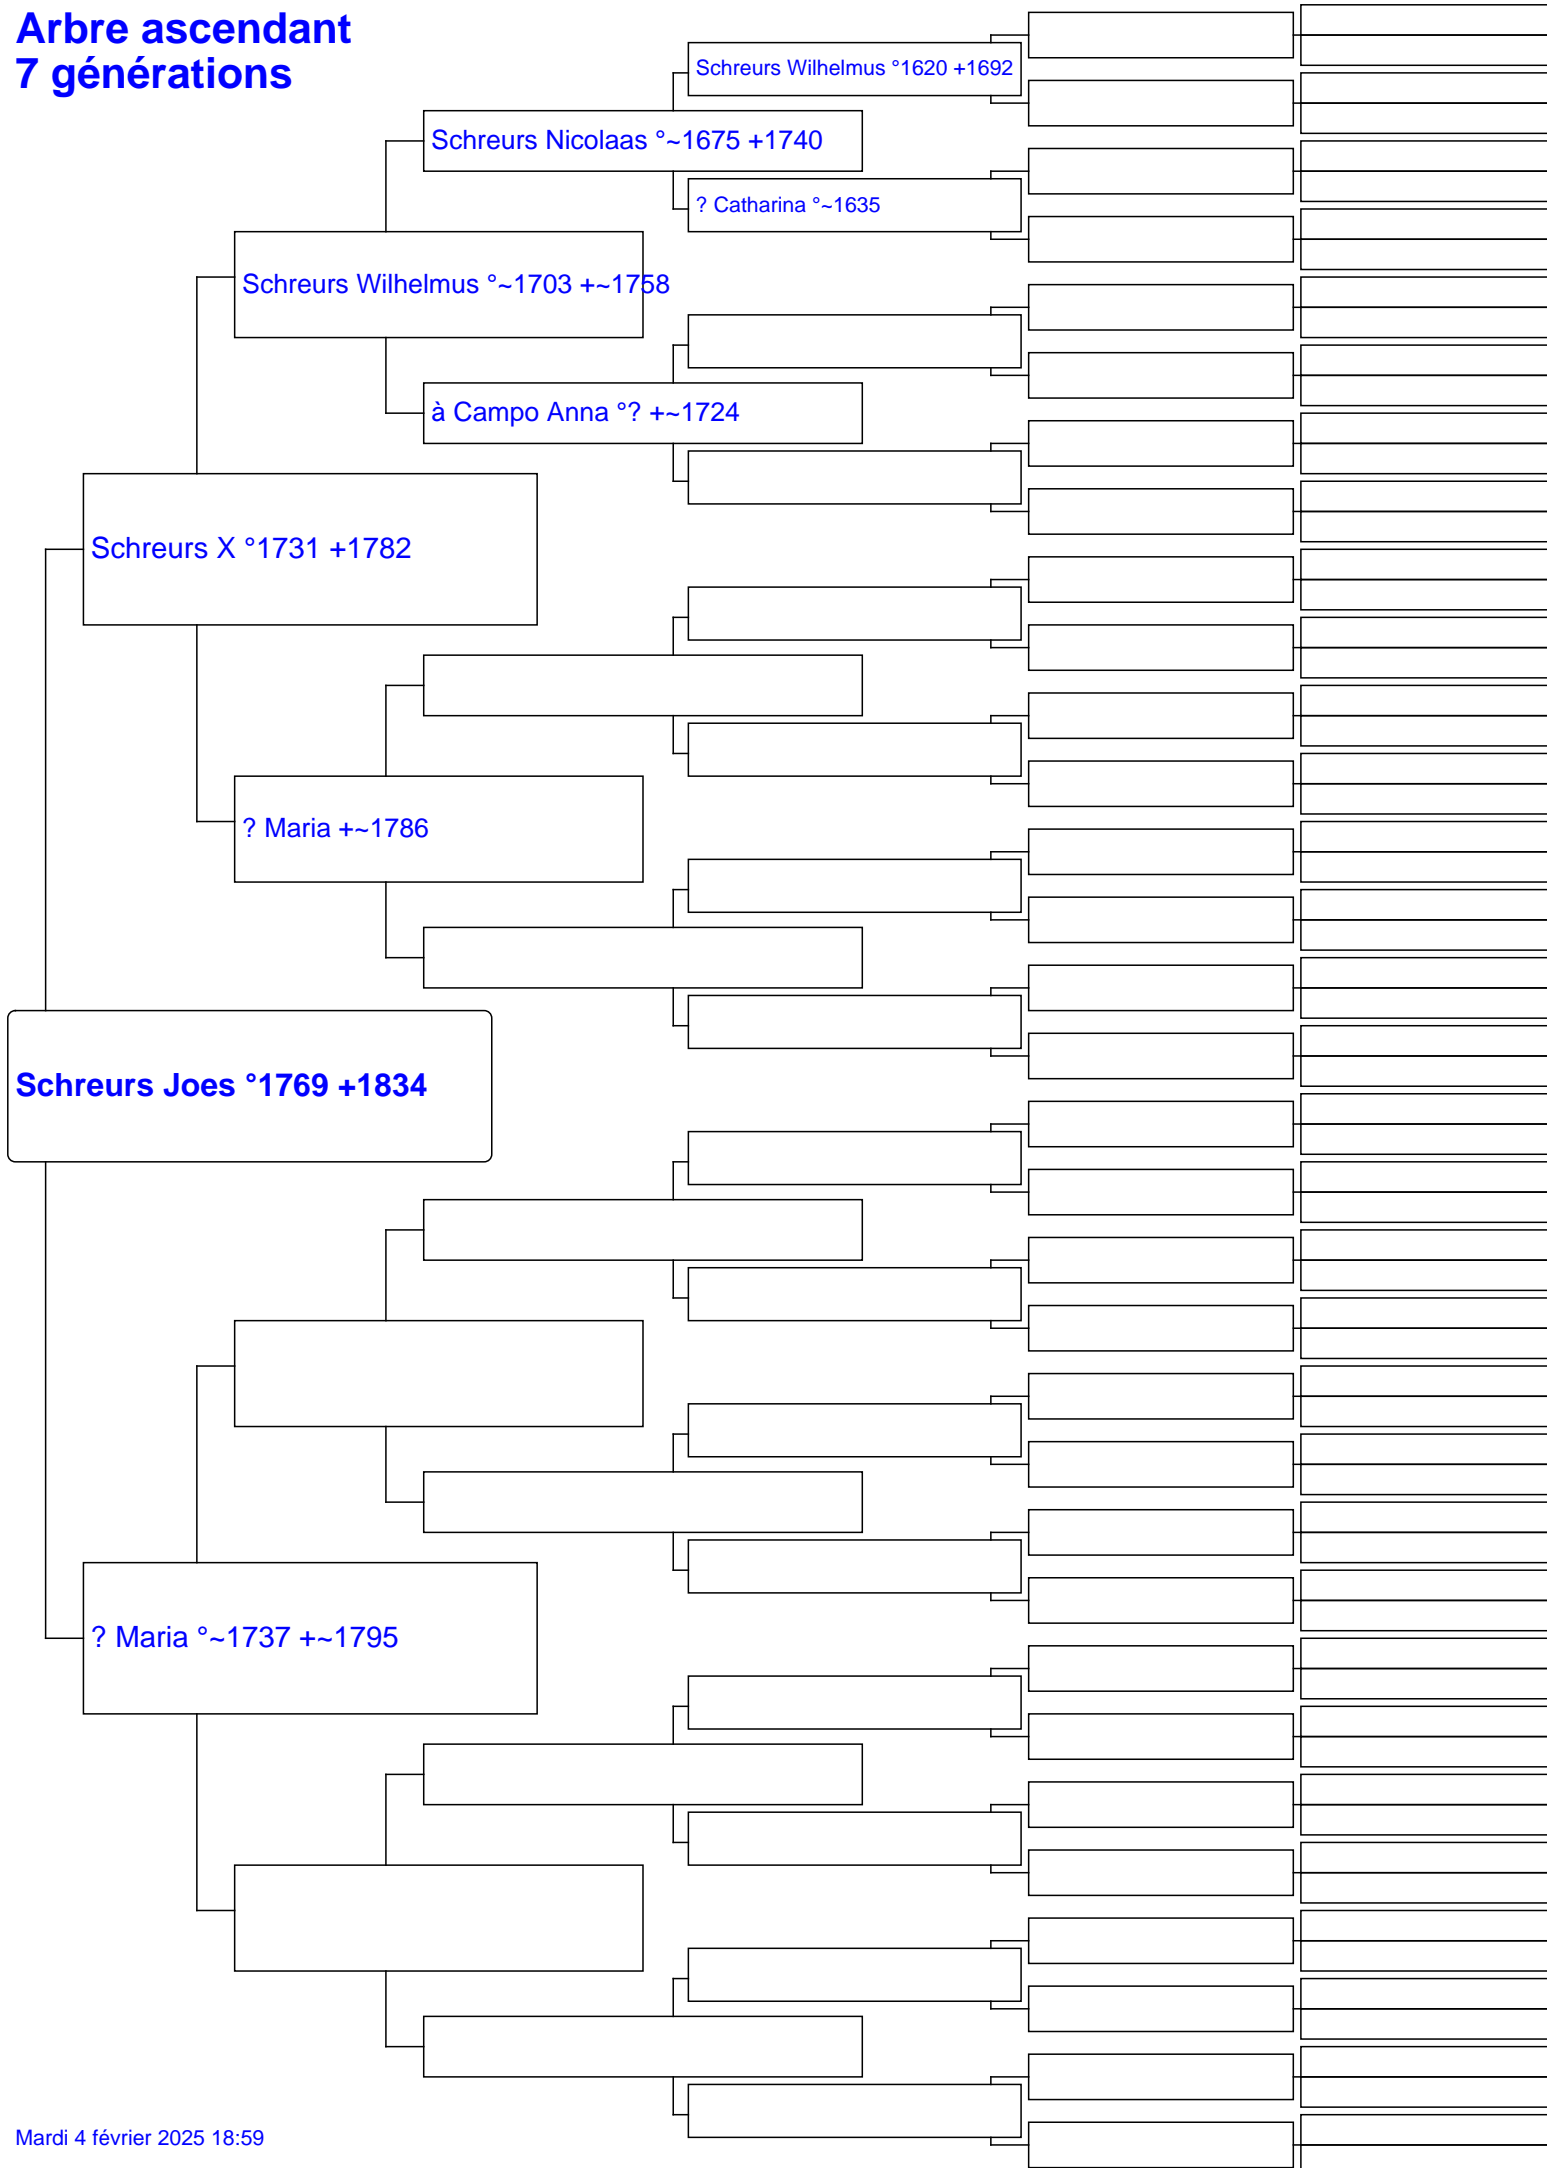 Arbre ascendant
7 générations
Schreurs Wilhelmus °1620 +1692
Schreurs Nicolaas °~1675 +1740
? Catharina °~1635
Schreurs Wilhelmus °~1703 +~1758
à Campo Anna °? +~1724
Schreurs X °1731 +1782
? Maria +~1786
Schreurs Joes °1769 +1834
? Maria °~1737 +~1795
Mardi 4 février 2025 18:59